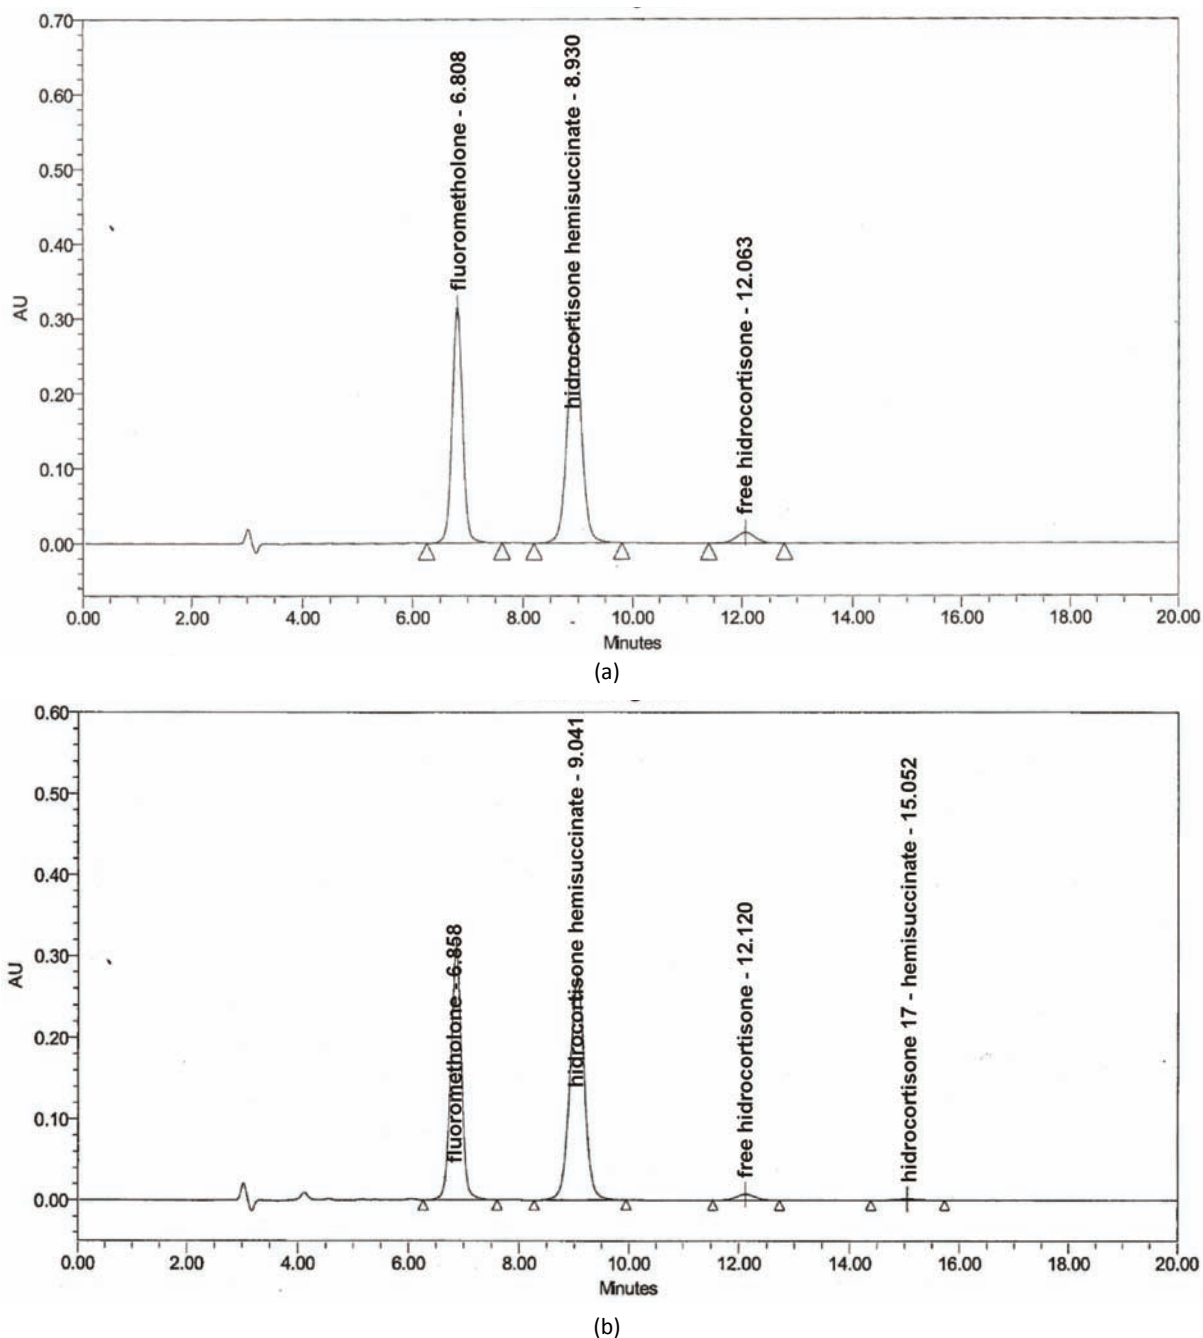 0.70
0.60
0.50
0.40
0.30
0.20
0.10
0.00
AU
fluorometholone - 6.808
hidrocortisone hemisuccinate - 8.930
free hidrocortisone - 12.063
0.00
2.00
4.00
6.00
8.00
10.00
12.00
14.00
16.00
18.00
20.00
Minutes
(a)
0.60
0.50
0.40
0.30
0.20
0.10
0.00
AU
fluorometholone - 6.858
hidrocortisone hemisuccinate - 9.041
free hidrocortisone - 12.120
hidrocortisone 17 - hemisuccinate - 15.052
0.00
2.00
4.00
6.00
8.00
10.00
12.00
14.00
16.00
18.00
20.00
Minutes
(b)